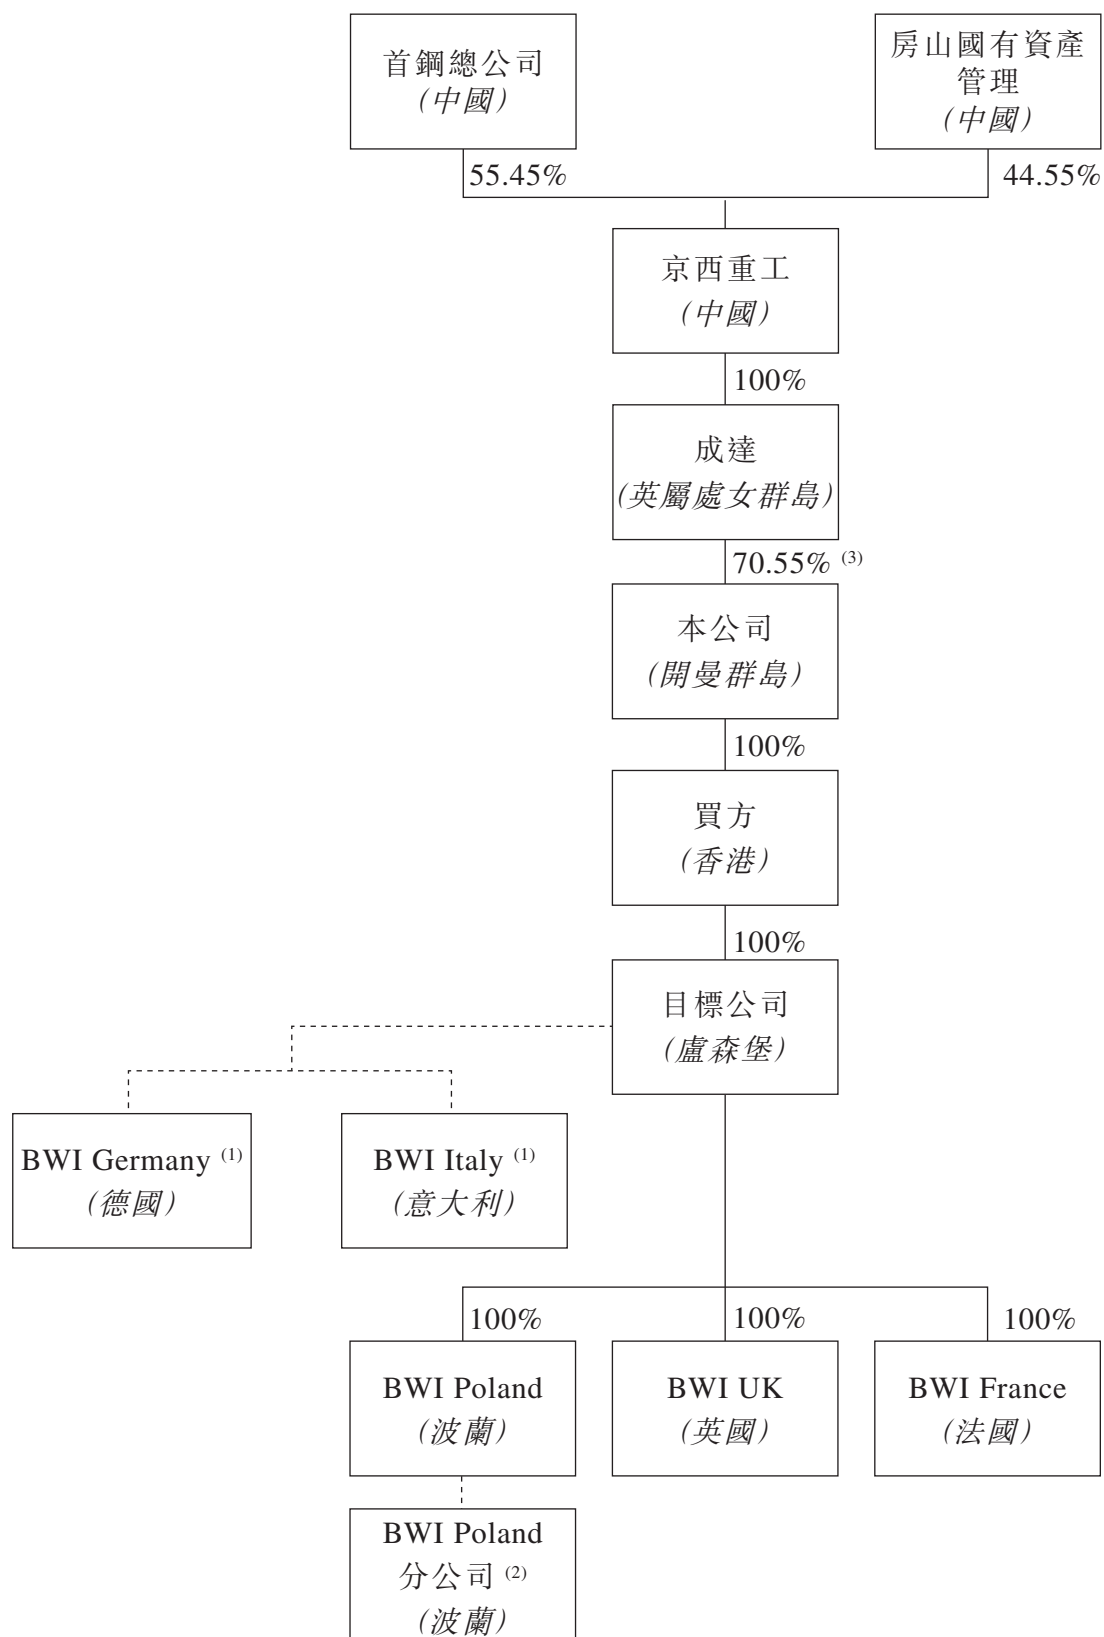 首鋼總公司
(中國)
房山國有資產
管理
(中國)
55.45%
44.55%
京西重工
(中國)
100%
成達
(英屬處女群島)
70.55% (3)
本公司
(開曼群島)
100%
買方
(香港)
100%
目標公司
(盧森堡)
BWI Germany (1)
(德國)
BWI Italy (1)
(意大利)
100%
100%
100%
BWI Poland
(波蘭)
BWI UK
(英國)
BWI France
(法國)
BWI Poland
分公司 (2)
(波蘭)